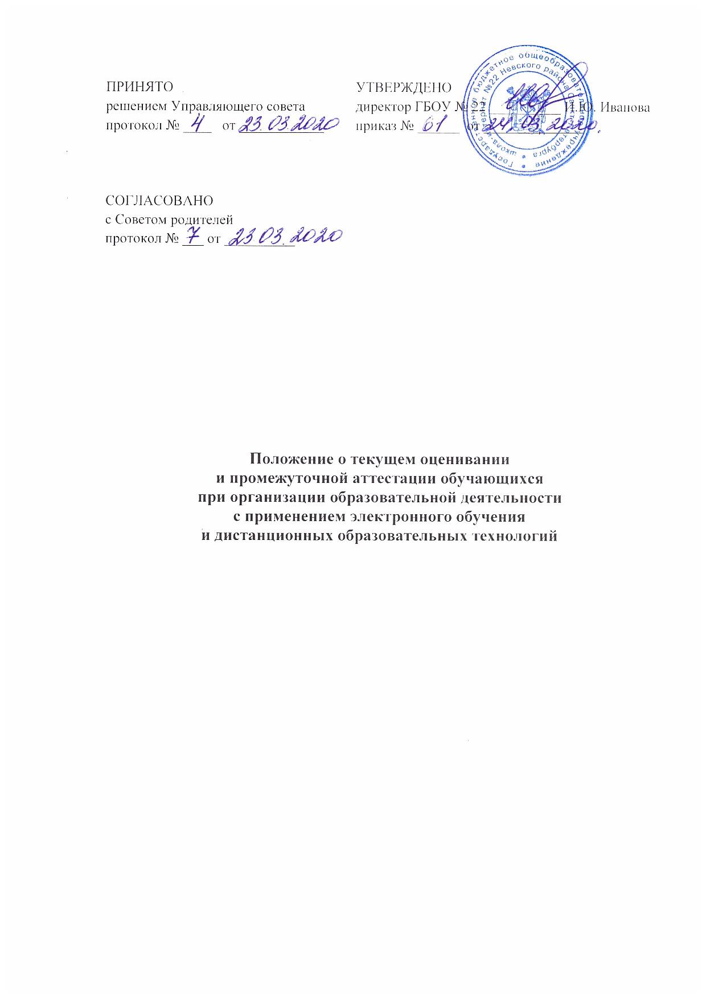 ПРИНЯТО
решением Управляющего совета
протокол № 4 от 23.03.2020
УТВЕРЖДЕНО
директор ГБОУ № 22 И.Ю. Иванова
приказ № 61 от 24.03.2020.
Государственное бюджетное общеобразовательное учреждение
школа-интернат №22 Невского района Санкт-Петербурга
СОГЛАСОВАНО
с Советом родителей
протокол № 7 от 23.03.2020
Положение о текущем оценивании
и промежуточной аттестации обучающихся
при организации образовательной деятельности
с применением электронного обучения
и дистанционных образовательных технологий